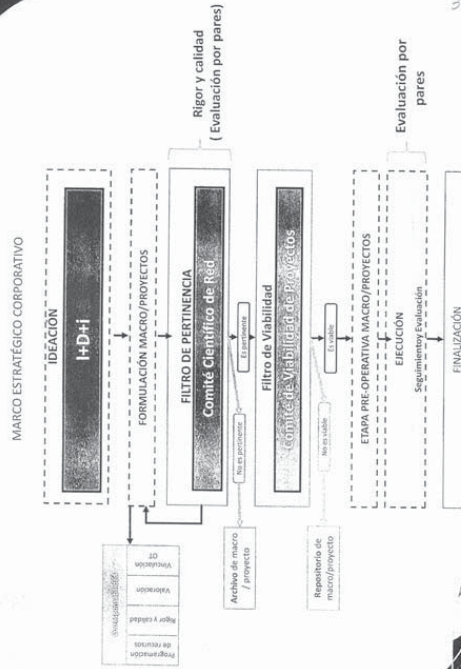 MARCO ESTRATÉGICO CORPORATIVO
IDEACIÓN
I+D+i
FORMULACIÓN MACRO/PROYECTOS
Programación
de recursos
Rigor y calidad
Valoración
Vinculación
OT
FILTRO DE PERTINENCIA
Comité Científico de Red
Rigor y calidad
( Evaluación por pares)
No es pertinente
Es pertinente
Archivo de macro
/ proyecto
Filtro de Viabilidad
Comité de Viabilidad de Proyectos
No es viable
Es viable
Repositorio de
macro/proyecto
ETAPA PRE-OPERATIVA MACRO/PROYECTOS
EJECUCIÓN
Seguimientoy Evaluación
Evaluación por
pares
FINALIZACIÓN